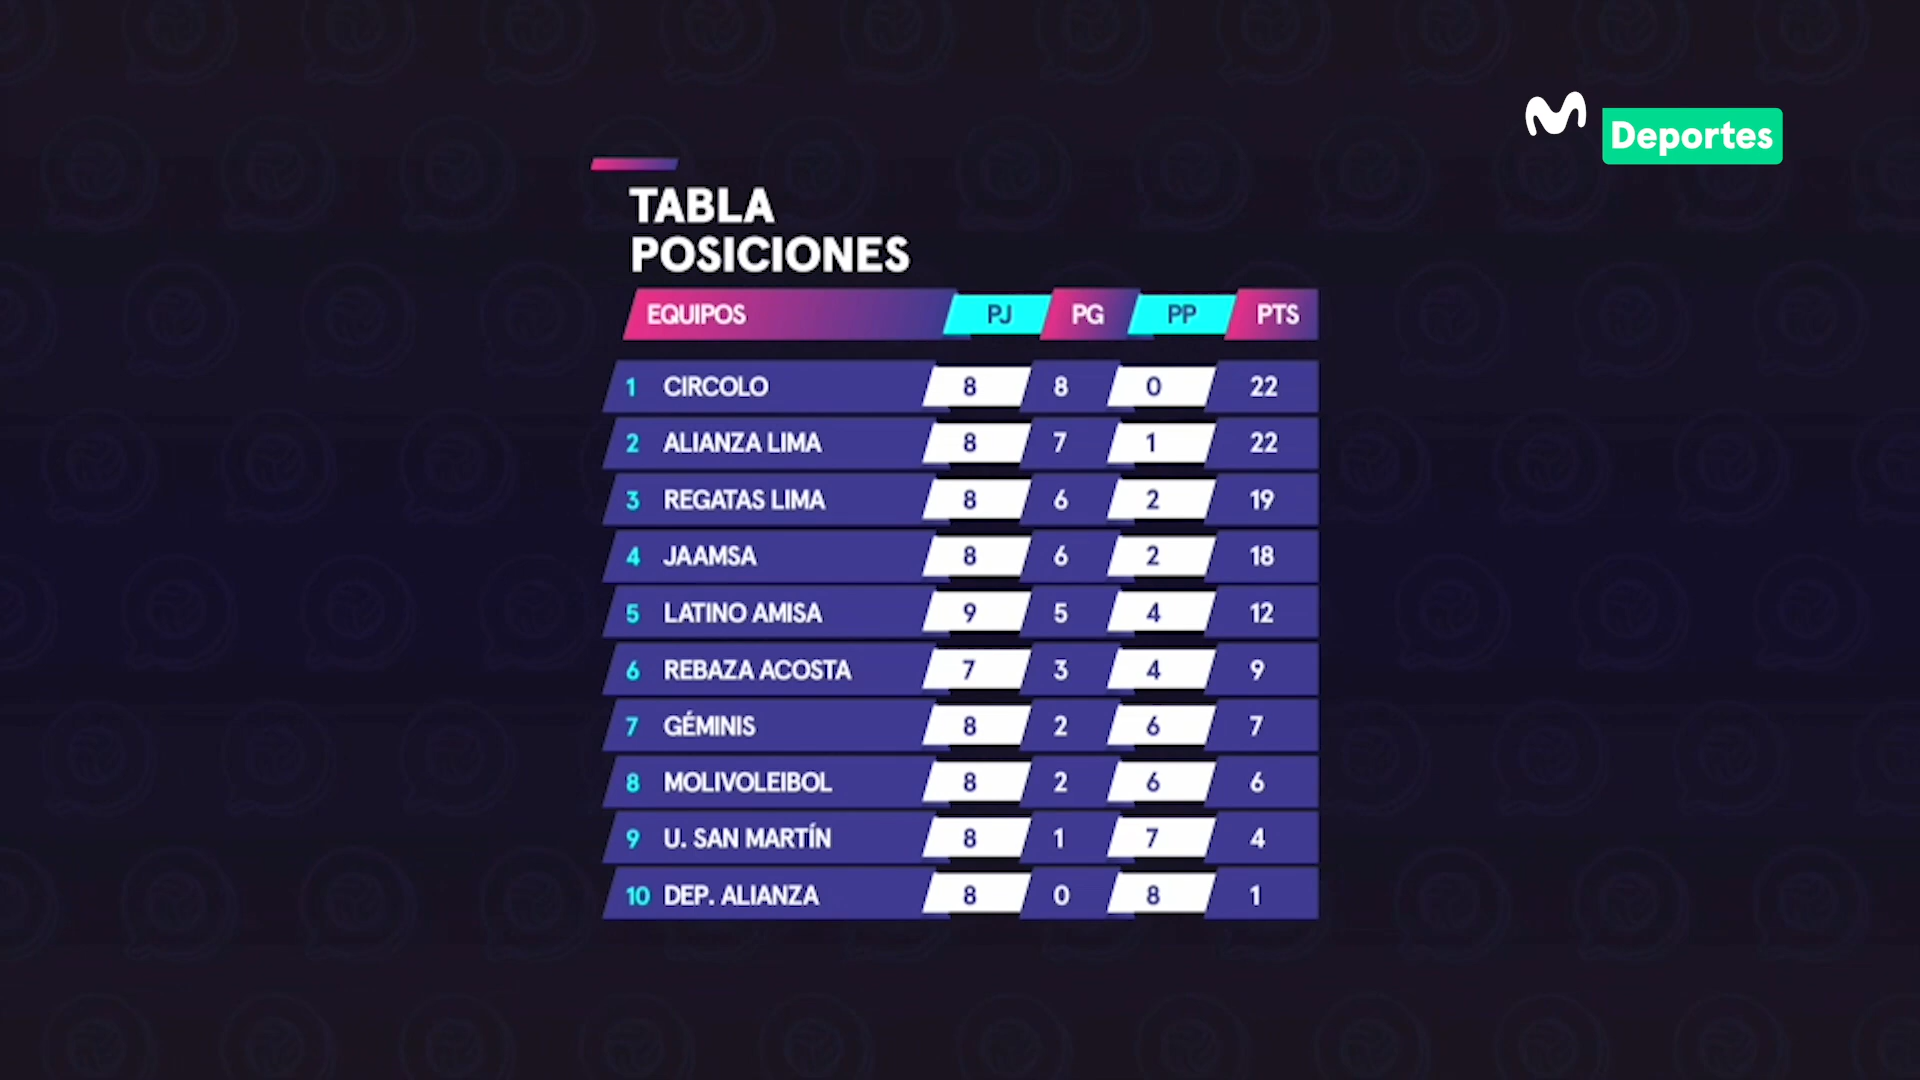 Deportes
TABLA
POSICIONES
EQUIPOS PJ PG PP PTS
1 CIRCOLO 8 8 0 22
2 ALIANZA LIMA 8 7 1 22
3 REGATAS LIMA 8 6 2 19
4 JAAMSA 8 6 2 18
5 LATINO AMISA 9 5 4 12
6 REBAZA ACOSTA 7 3 4 9
7 GÉMINIS 8 2 6 7
8 MOLIVOLEIBOL 8 2 6 6
9 U. SAN MARTÍN 8 1 7 4
10 DEP. ALIANZA 8 0 8 1